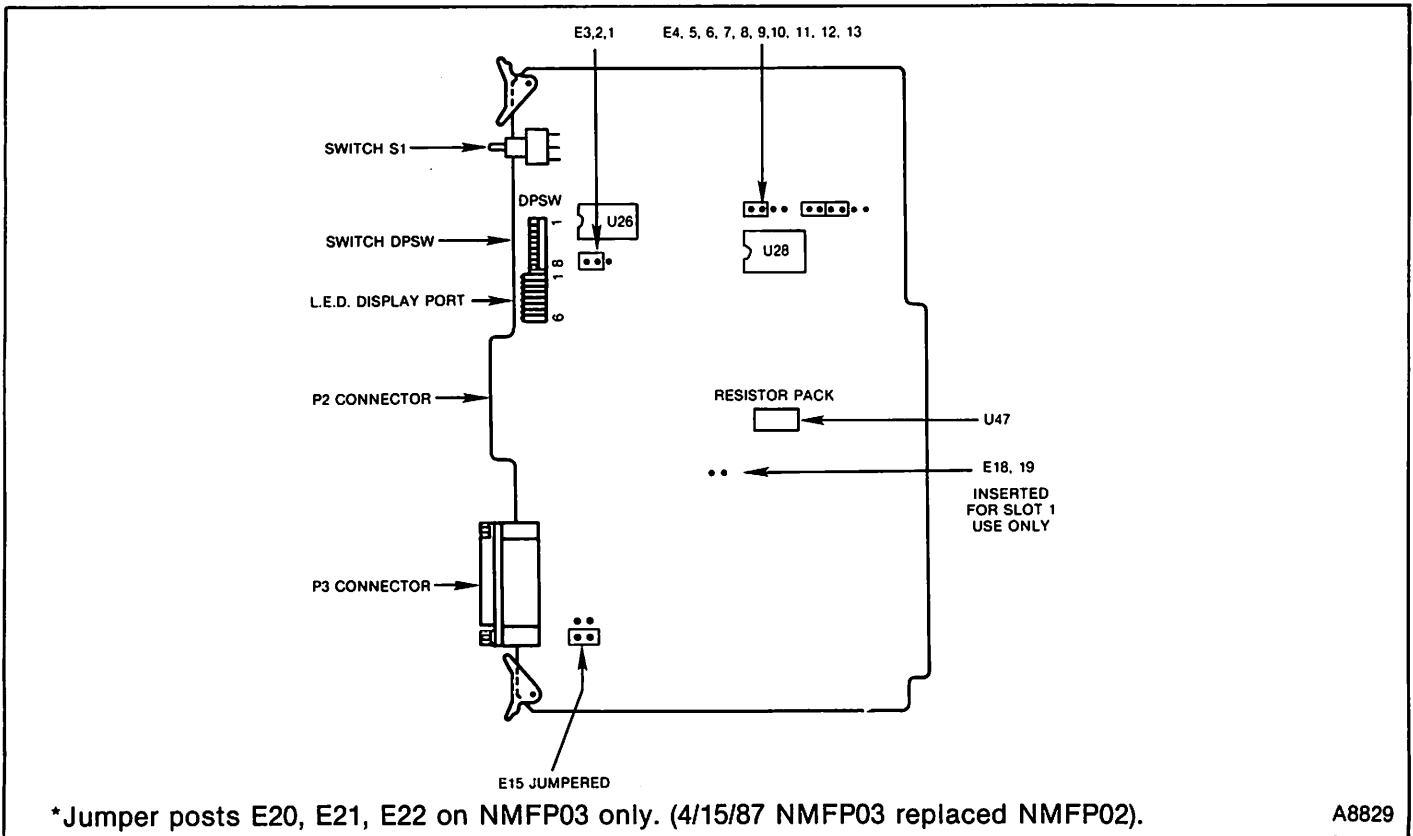 E3,2,1
E4, 5, 6, 7, 8, 9,10, 11, 12, 13
SWITCH S1
DPSW
1
U26
SWITCH DPSW
8
U28
1
L.E.D. DISPLAY PORT
6
P2 CONNECTOR
RESISTOR PACK
U47
E18, 19
INSERTED
FOR SLOT 1
USE ONLY
P3 CONNECTOR
E15 JUMPERED
*Jumper posts E20, E21, E22 on NMFP03 only. (4/15/87 NMFP03 replaced NMFP02).
A8829